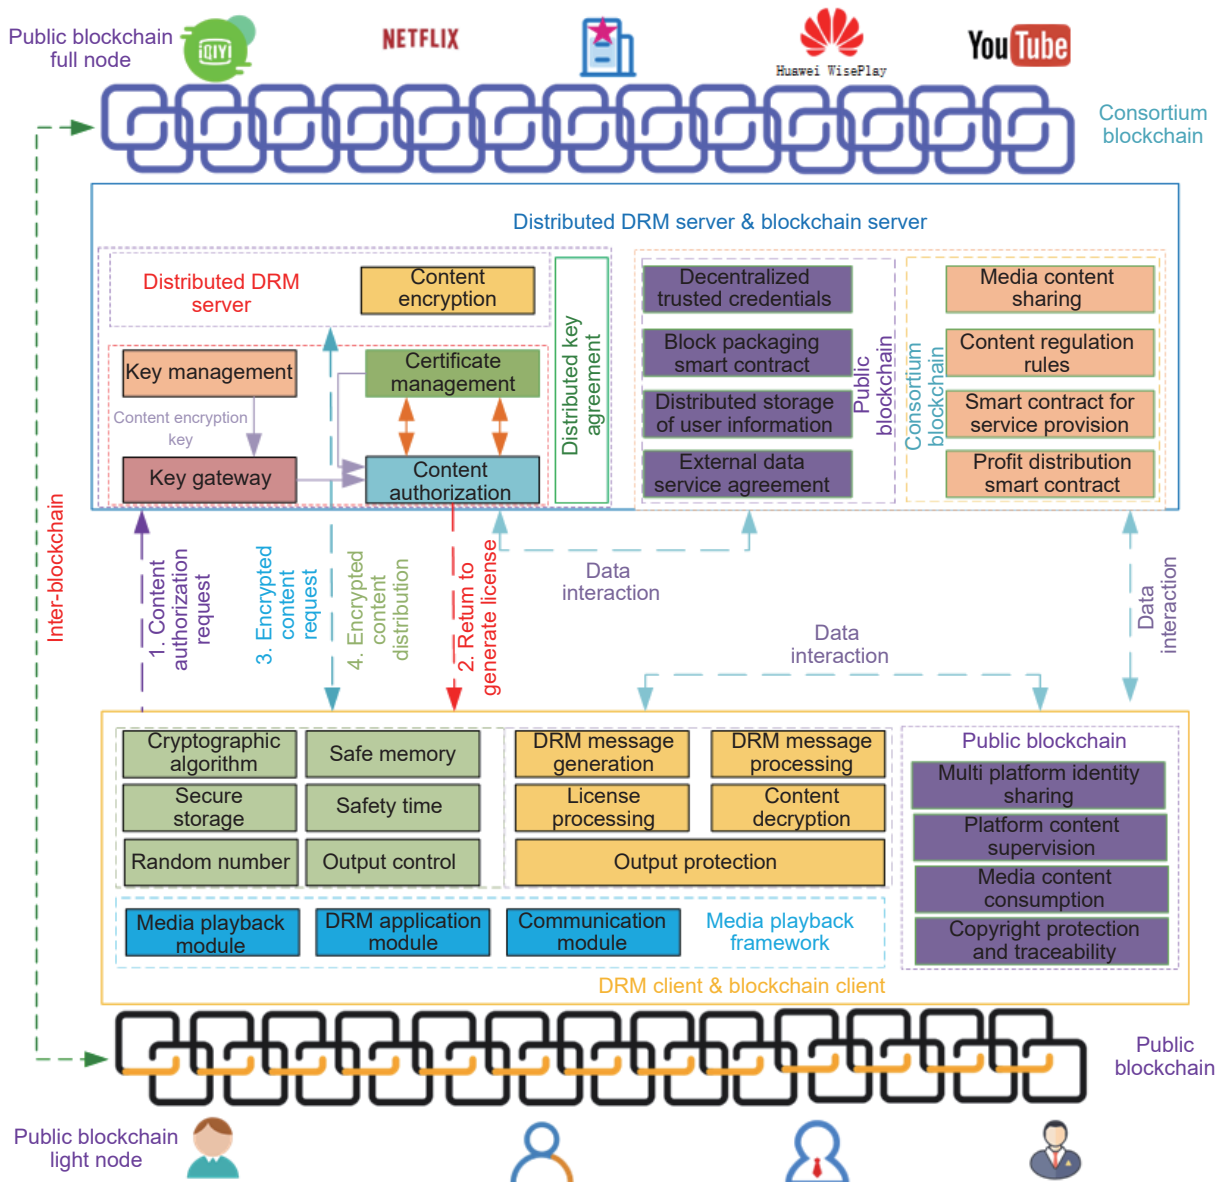 Public blockchain
full node
iQIYI
NETFLIX
Huawei WisePlay
YouTube
Consortium
blockchain
Distributed DRM server & blockchain server
Distributed DRM
server
Content
encryption
Key management
Certificate
management
Content encryption
key
Key gateway
Content
authorization
Distributed key
agreement
Decentralized
trusted credentials
Block packaging
smart contract
Distributed storage
of user information
External data
service agreement
Public
blockchain
Consortium
blockchain
Media content
sharing
Content regulation
rules
Smart contract for
service provision
Profit distribution
smart contract
Inter-blockchain
1. Content
authorization
request
3. Encrypted
content
request
4. Encrypted
content
distribution
2. Return to
generate license
Data
interaction
Data
interaction
Data
interaction
Cryptographic
algorithm
Safe memory
Secure
storage
Safety time
Random number
Output control
DRM message
generation
DRM message
processing
License
processing
Content
decryption
Output protection
Public blockchain
Multi platform identity
sharing
Platform content
supervision
Media content
consumption
Copyright protection
and traceability
Media playback
module
DRM application
module
Communication
module
Media playback
framework
DRM client & blockchain client
Public
blockchain
Public blockchain
light node